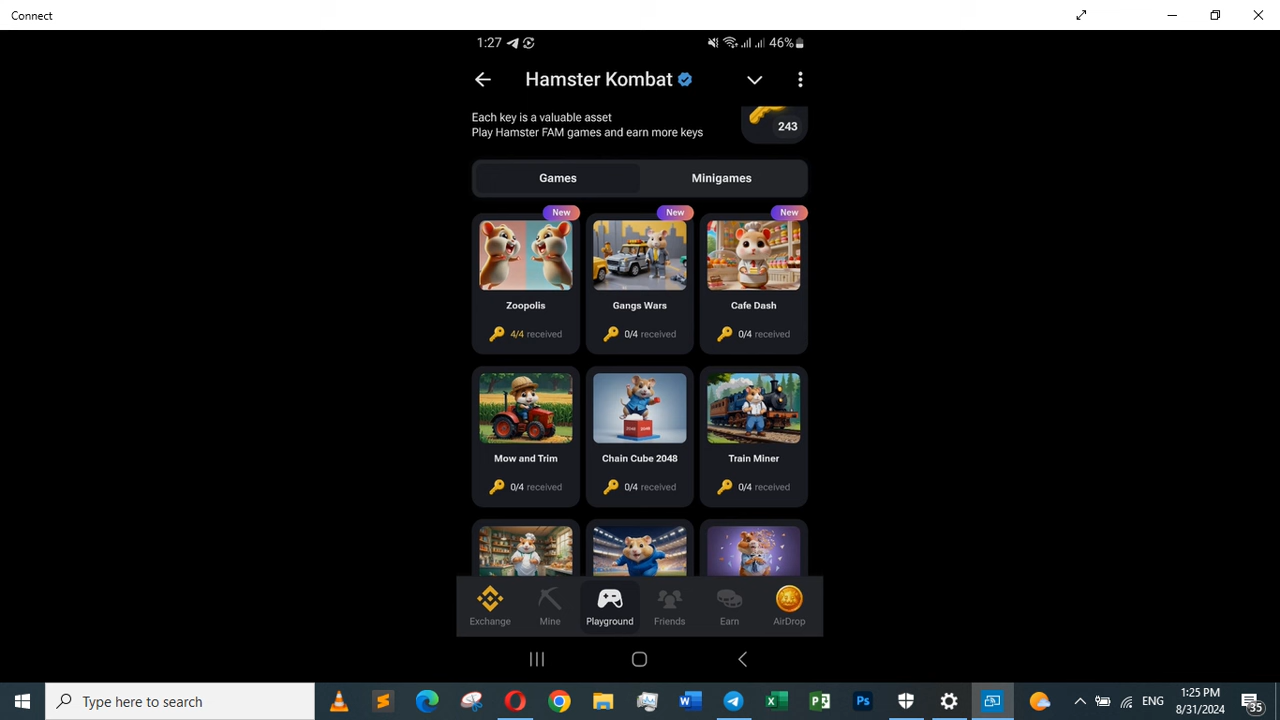 Connect
1:27
46%
Hamster Kombat
Each key is a valuable asset
Play Hamster FAM games and earn more keys
243
Games
Minigames
New
New
New
Zoopolis
Gangs Wars
Cafe Dash
4/4 received
0/4 received
0/4 received
2048 2048
Mow and Trim
Chain Cube 2048
Train Miner
0/4 received
0/4 received
0/4 received
Exchange
Mine
Playground
Friends
Earn
AirDrop
Type here to search
ENG
1:25 PM
8/31/2024
35